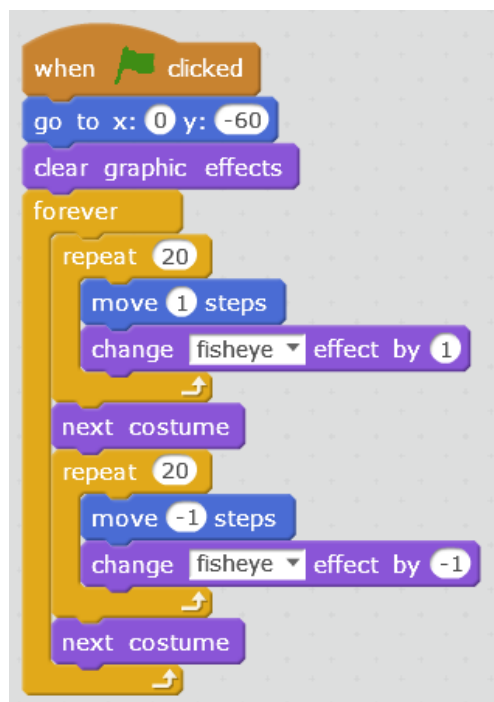 when clicked
go to x: 0 y: -60
clear graphic effects
forever
repeat 20
move 1 steps
change fisheye effect by 1
next costume
repeat 20
move -1 steps
change fisheye effect by -1
next costume